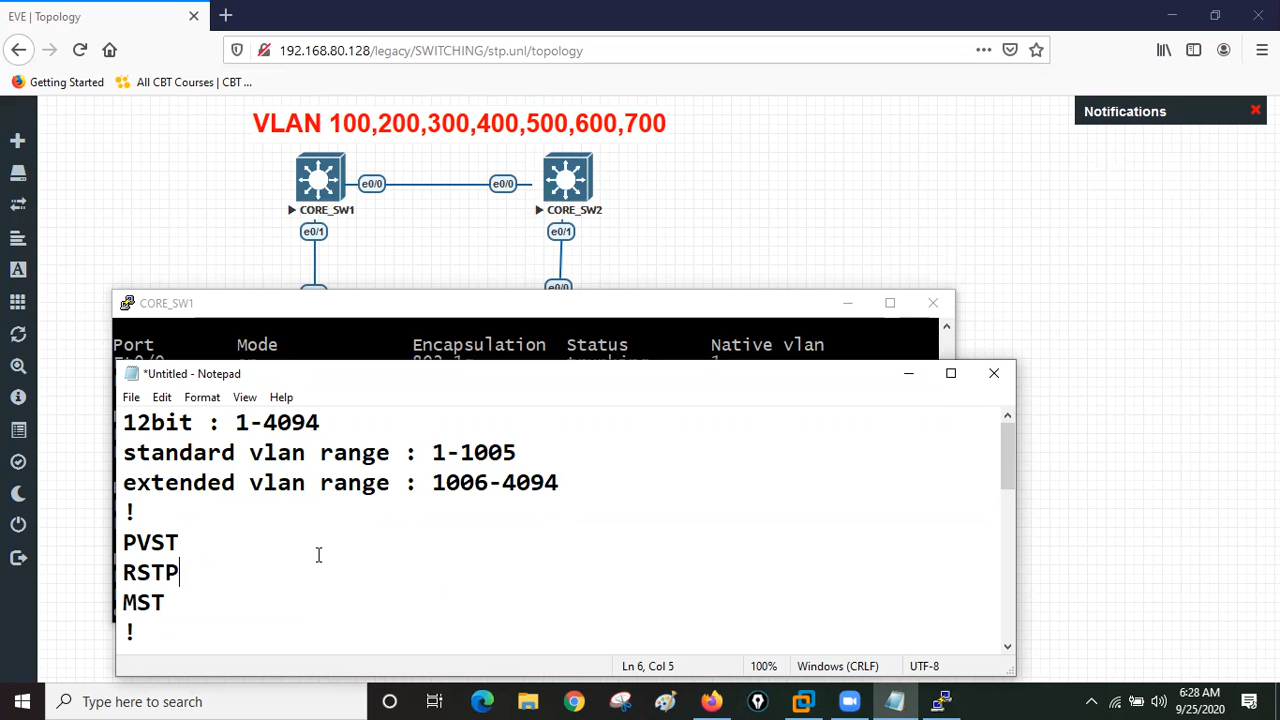 EVE | Topology
192.168.80.128/legacy/SWITCHING/stp.unl/topology
Getting Started
All CBT Courses | CBT ...
Notifications
VLAN 100,200,300,400,500,600,700
e0/0
e0/0
CORE_SW1
CORE_SW2
e0/1
e0/1
e0/0
CORE_SW1
Port Mode Encapsulation Status Native vlan
*Untitled - Notepad
File Edit Format View Help
12bit : 1-4094
standard vlan range : 1-1005
extended vlan range : 1006-4094
!
PVST
RSTP
MST
!
Ln 6, Col 5
100%
Windows (CRLF)
UTF-8
Type here to search
6:28 AM
9/25/2020